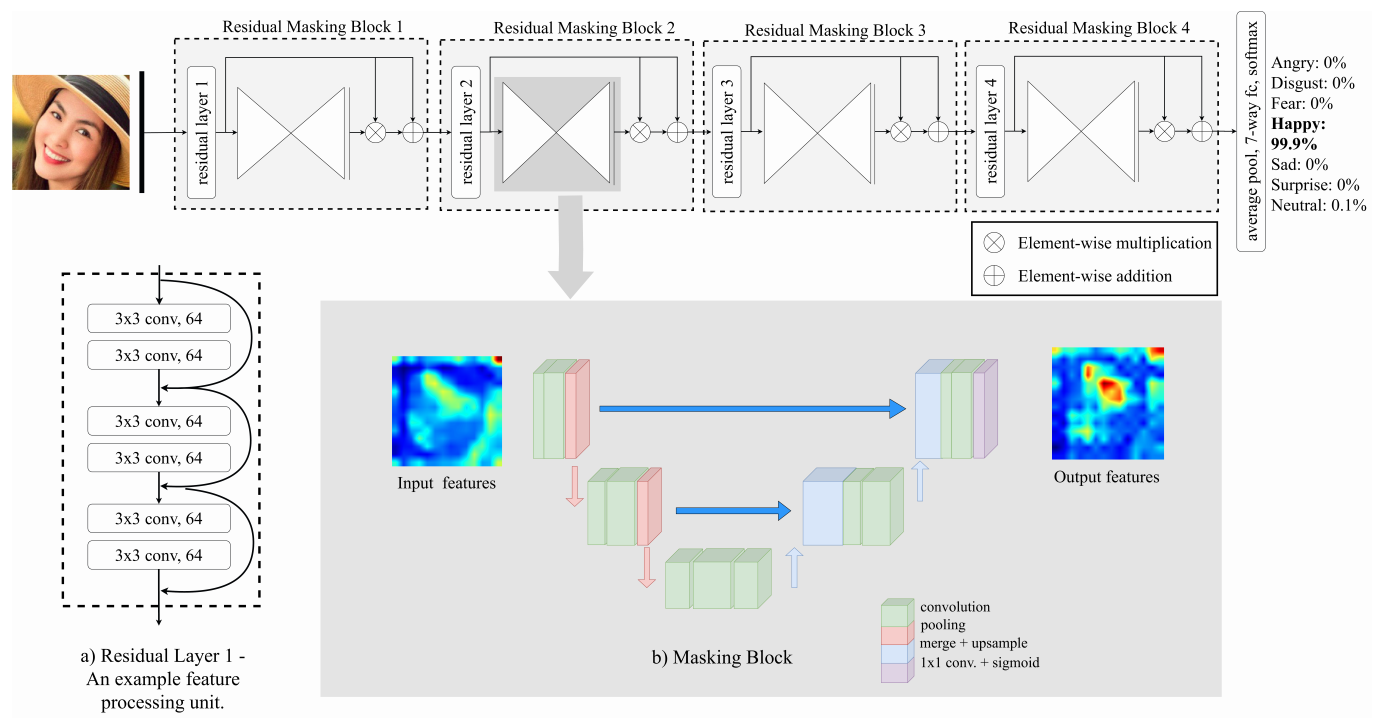 Residual Masking Block 1
Residual Masking Block 2
Residual Masking Block 3
Residual Masking Block 4
residual layer 1
residual layer 2
residual layer 3
residual layer 4
average pool, 7-way fc, softmax
Angry: 0%
Disgust: 0%
Fear: 0%
Happy:
99.9%
Sad: 0%
Surprise: 0%
Neutral: 0.1%
Element-wise multiplication
Element-wise addition
3x3 conv, 64
3x3 conv, 64
3x3 conv, 64
3x3 conv, 64
3x3 conv, 64
3x3 conv, 64
a) Residual Layer 1 -
An example feature
processing unit.
Input features
Output features
convolution
pooling
merge + upsample
1x1 conv. + sigmoid
b) Masking Block